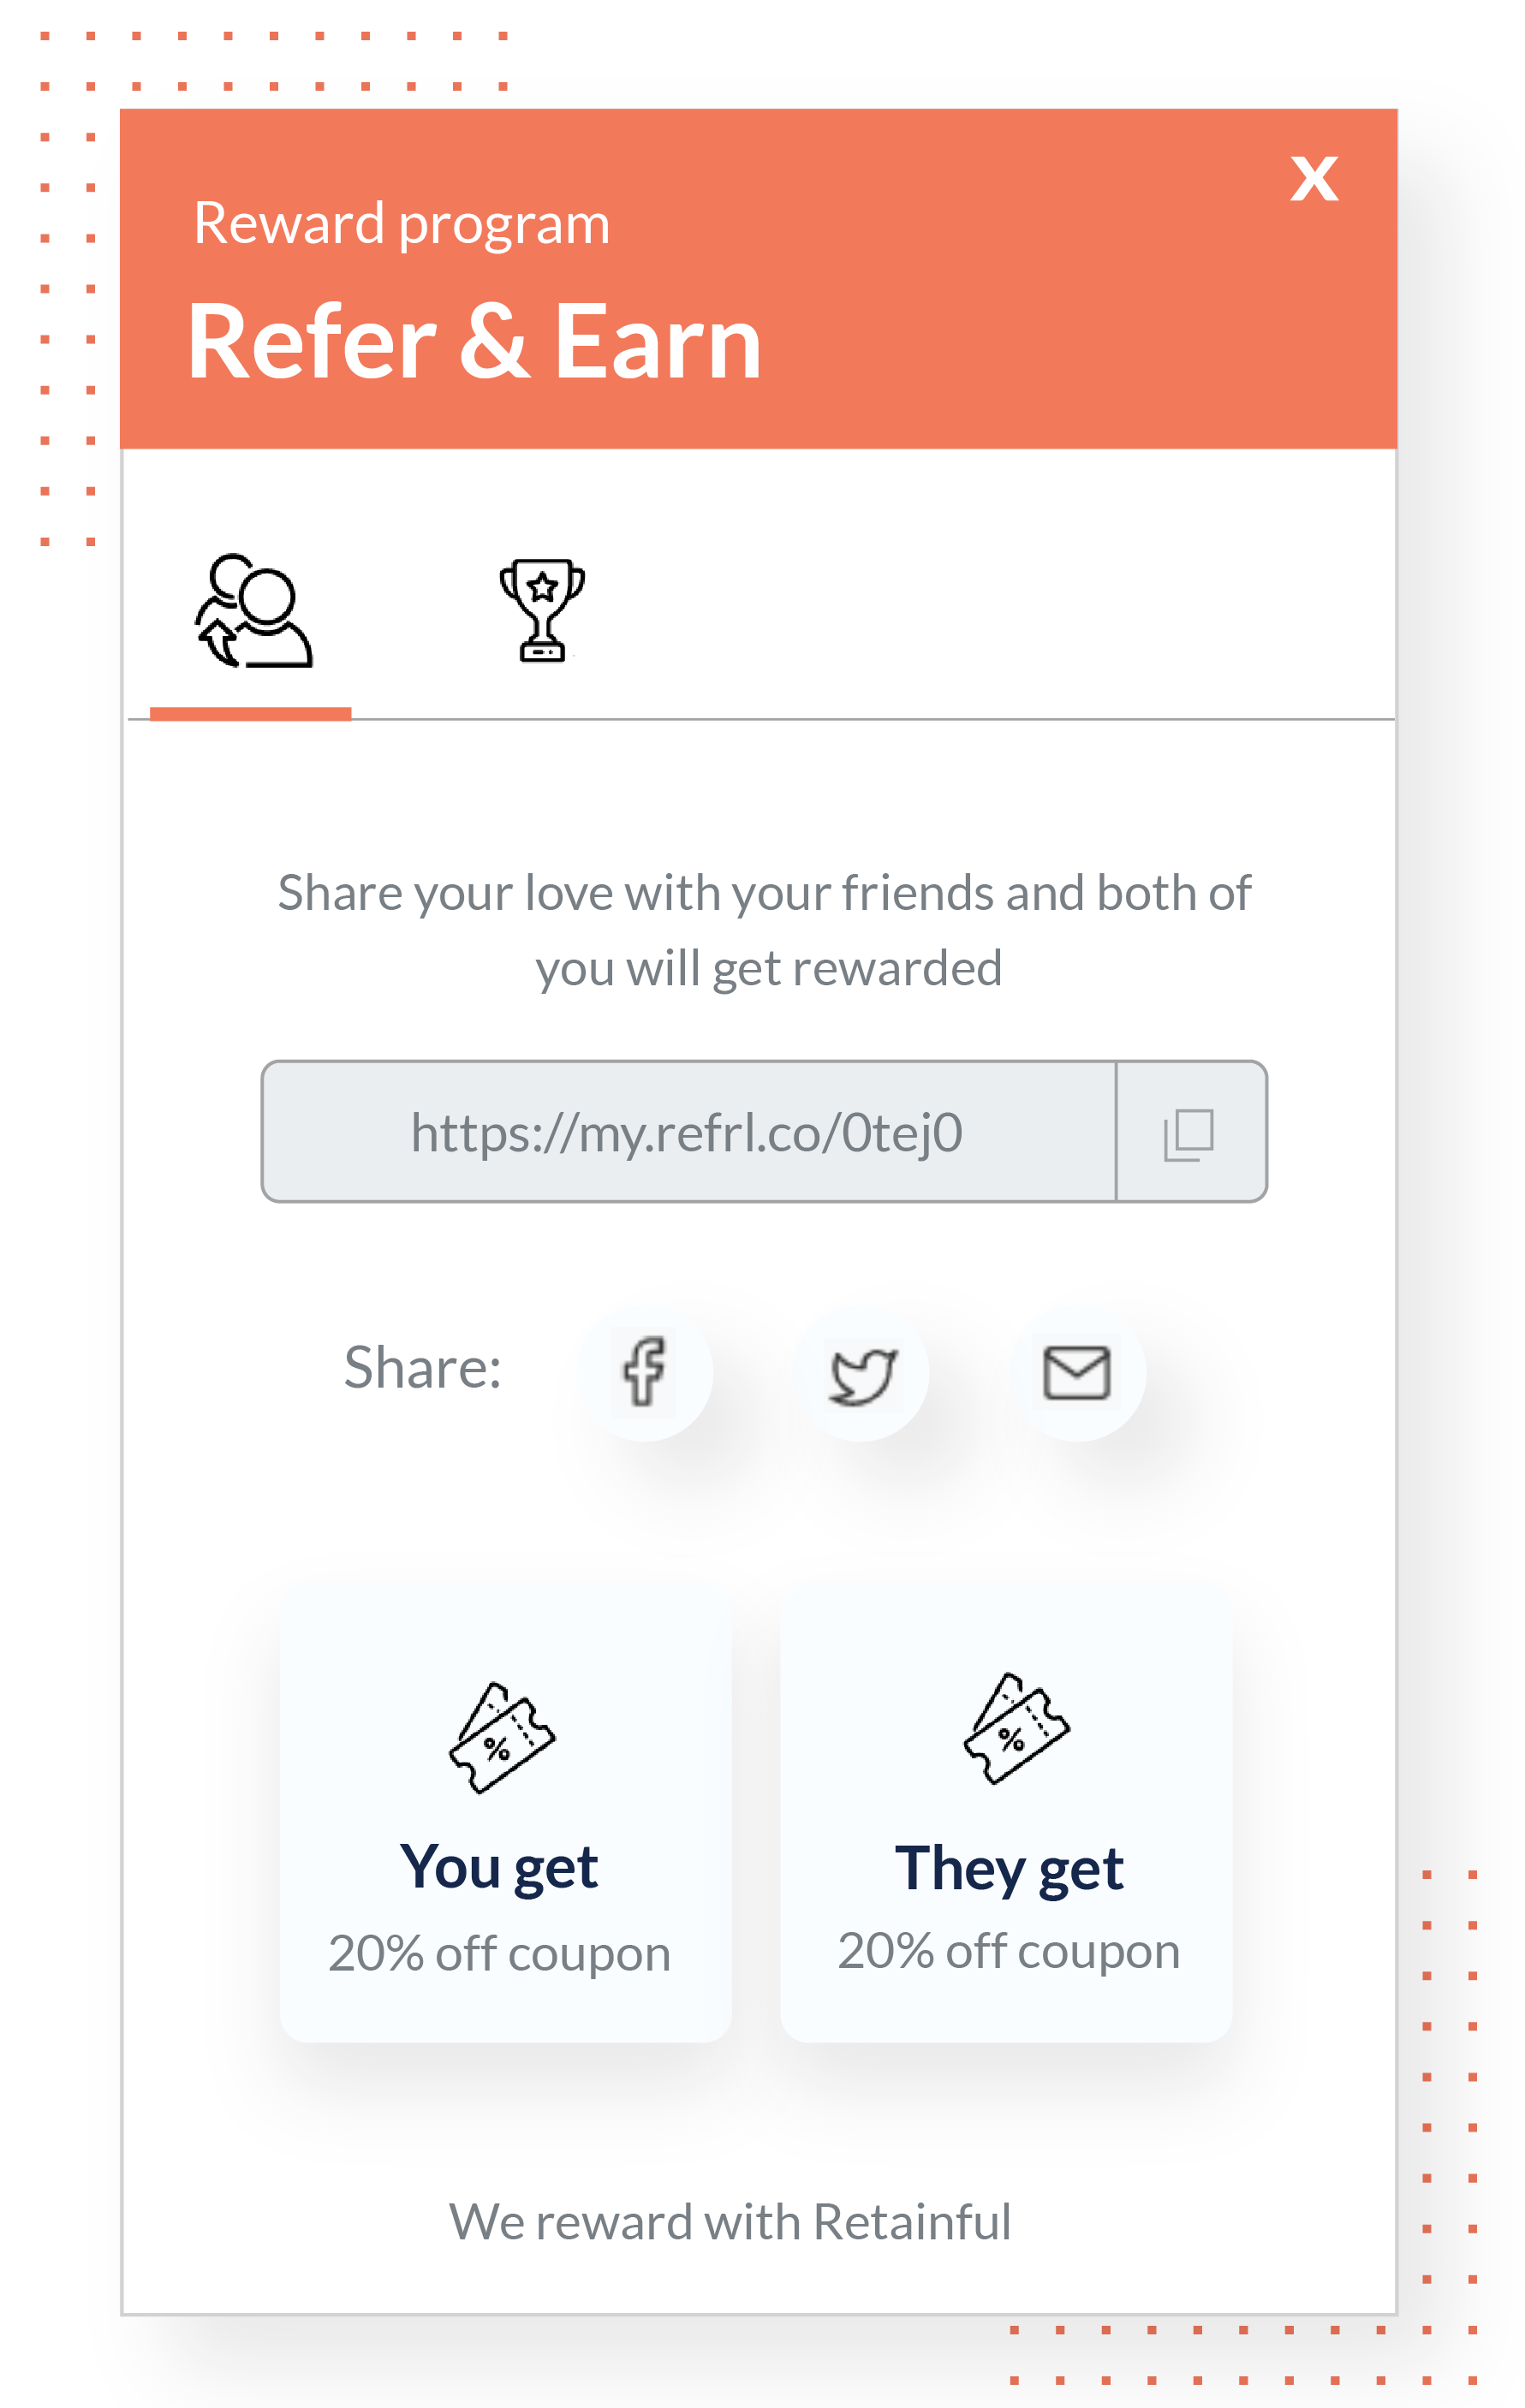 x
Reward program
Refer & Earn
Share your love with your friends and both of
you will get rewarded
https://my.refrl.co/0tej0
Share:
You get
They get
20% off coupon
20% off coupon
We reward with Retainful